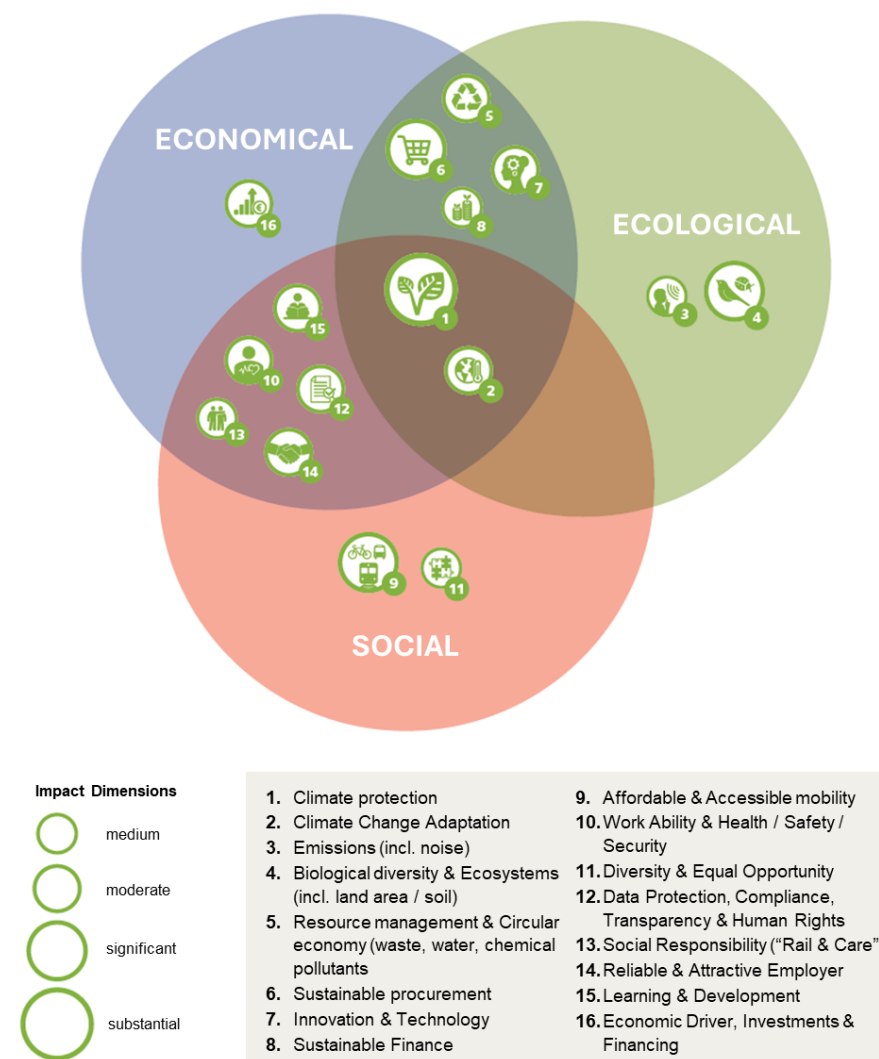 ECONOMICAL
ECOLOGICAL
SOCIAL
5
6
7
8
16
1
3
4
15
2
10
12
13
14
9
11
Impact Dimensions
medium
moderate
significant
substantial
1. Climate protection
2. Climate Change Adaptation
3. Emissions (incl. noise)
4. Biological diversity & Ecosystems
(incl. land area / soil)
5. Resource management & Circular
economy (waste, water, chemical
pollutants
6. Sustainable procurement
7. Innovation & Technology
8. Sustainable Finance
9. Affordable & Accessible mobility
10. Work Ability & Health / Safety /
Security
11. Diversity & Equal Opportunity
12. Data Protection, Compliance,
Transparency & Human Rights
13. Social Responsibility (“Rail & Care”
14. Reliable & Attractive Employer
15. Learning & Development
16. Economic Driver, Investments &
Financing